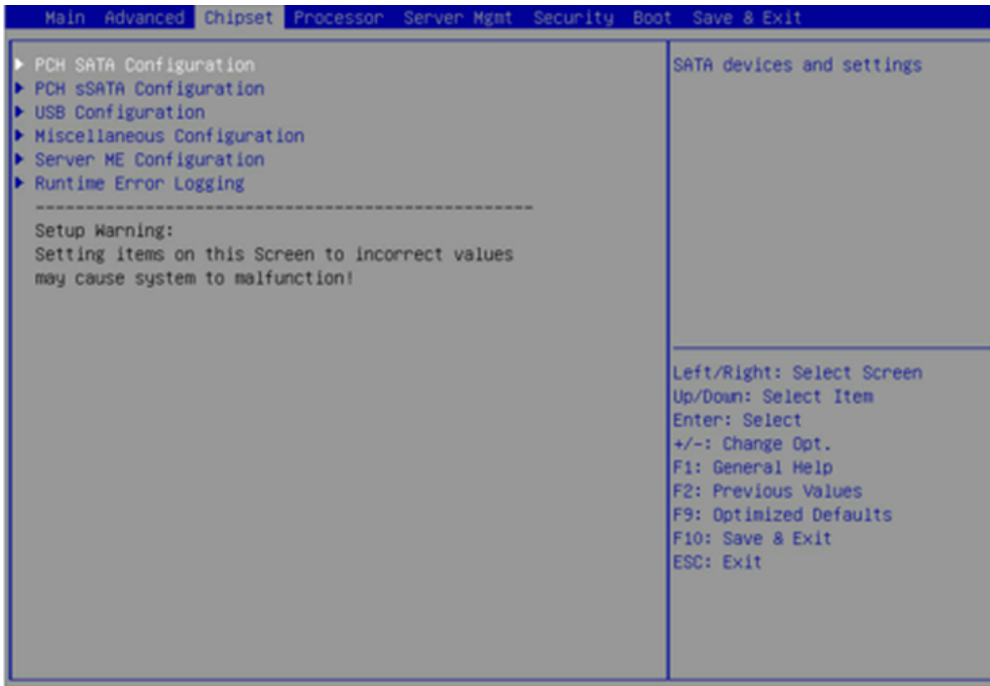 Main Advanced Chipset Processor Server Mgmt Security Boot Save & Exit
PCH SATA Configuration
PCH sSATA Configuration
USB Configuration
Miscellaneous Configuration
Server ME Configuration
Runtime Error Logging
--------------------------------------------------
Setup Warning:
Setting items on this Screen to incorrect values
may cause system to malfunction!
SATA devices and settings
Left/Right: Select Screen
Up/Down: Select Item
Enter: Select
+/-: Change Opt.
F1: General Help
F2: Previous Values
F9: Optimized Defaults
F10: Save & Exit
ESC: Exit